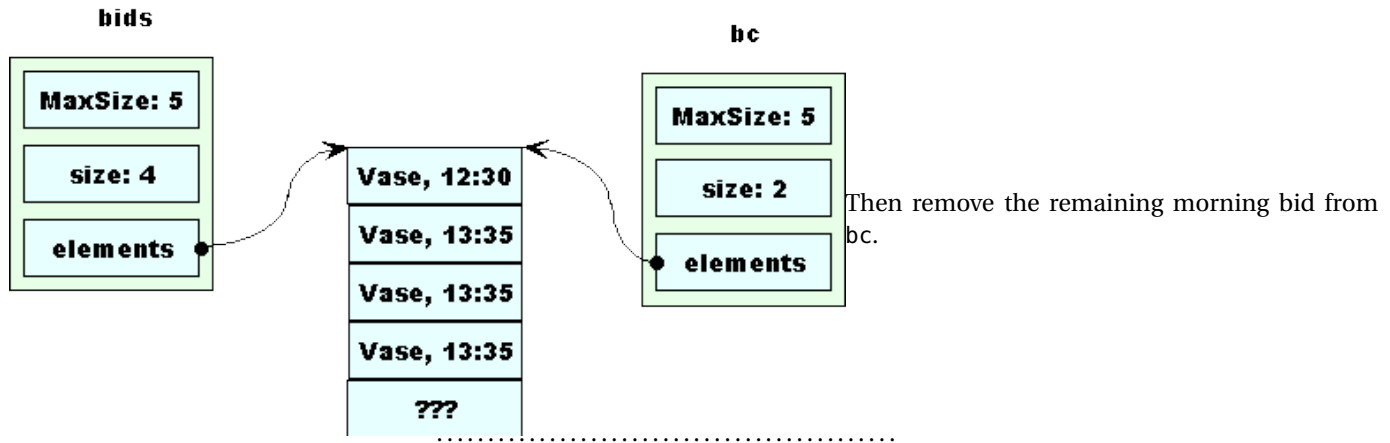 bids
MaxSize: 5
size: 4
elements
Vase, 12:30
Vase, 13:35
Vase, 13:35
Vase, 13:35
???
bc
MaxSize: 5
size: 2
elements
Then remove the remaining morning bid from
bc.
. . . . . . . . . . . . . . . . . . . . . . . . . . . . . . . . . . . . .